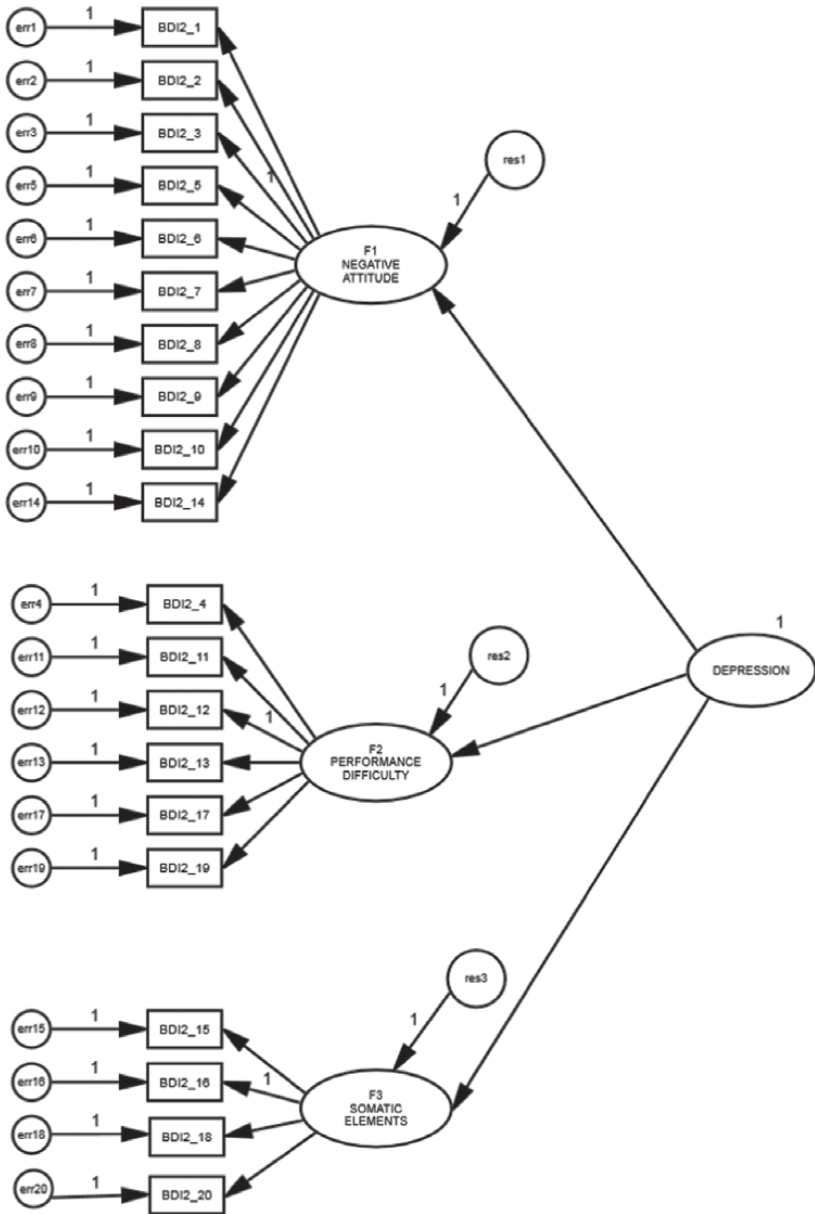 err1 1 BDI2_1
err2 1 BDI2_2
err3 1 BDI2_3
1
res1
err5 1 BDI2_5
1
err6 1 BDI2_6
F1
NEGATIVE
ATTITUDE
err7 1 BDI2_7
err8 1 BDI2_8
err9 1 BDI2_9
err10 1 BDI2_10
err14 1 BDI2_14
err4 1 BDI2_4
err11 1 BDI2_11
res2
1
DEPRESSION
err12 1 BDI2_12
1
1
err13 1 BDI2_13
F2
PERFORMANCE
DIFFICULTY
err17 1 BDI2_17
err19 1 BDI2_19
res3
err15 1 BDI2_15
1
err16 1 BDI2_16
1
F3
SOMATIC
ELEMENTS
err18 1 BDI2_18
err20 1 BDI2_20